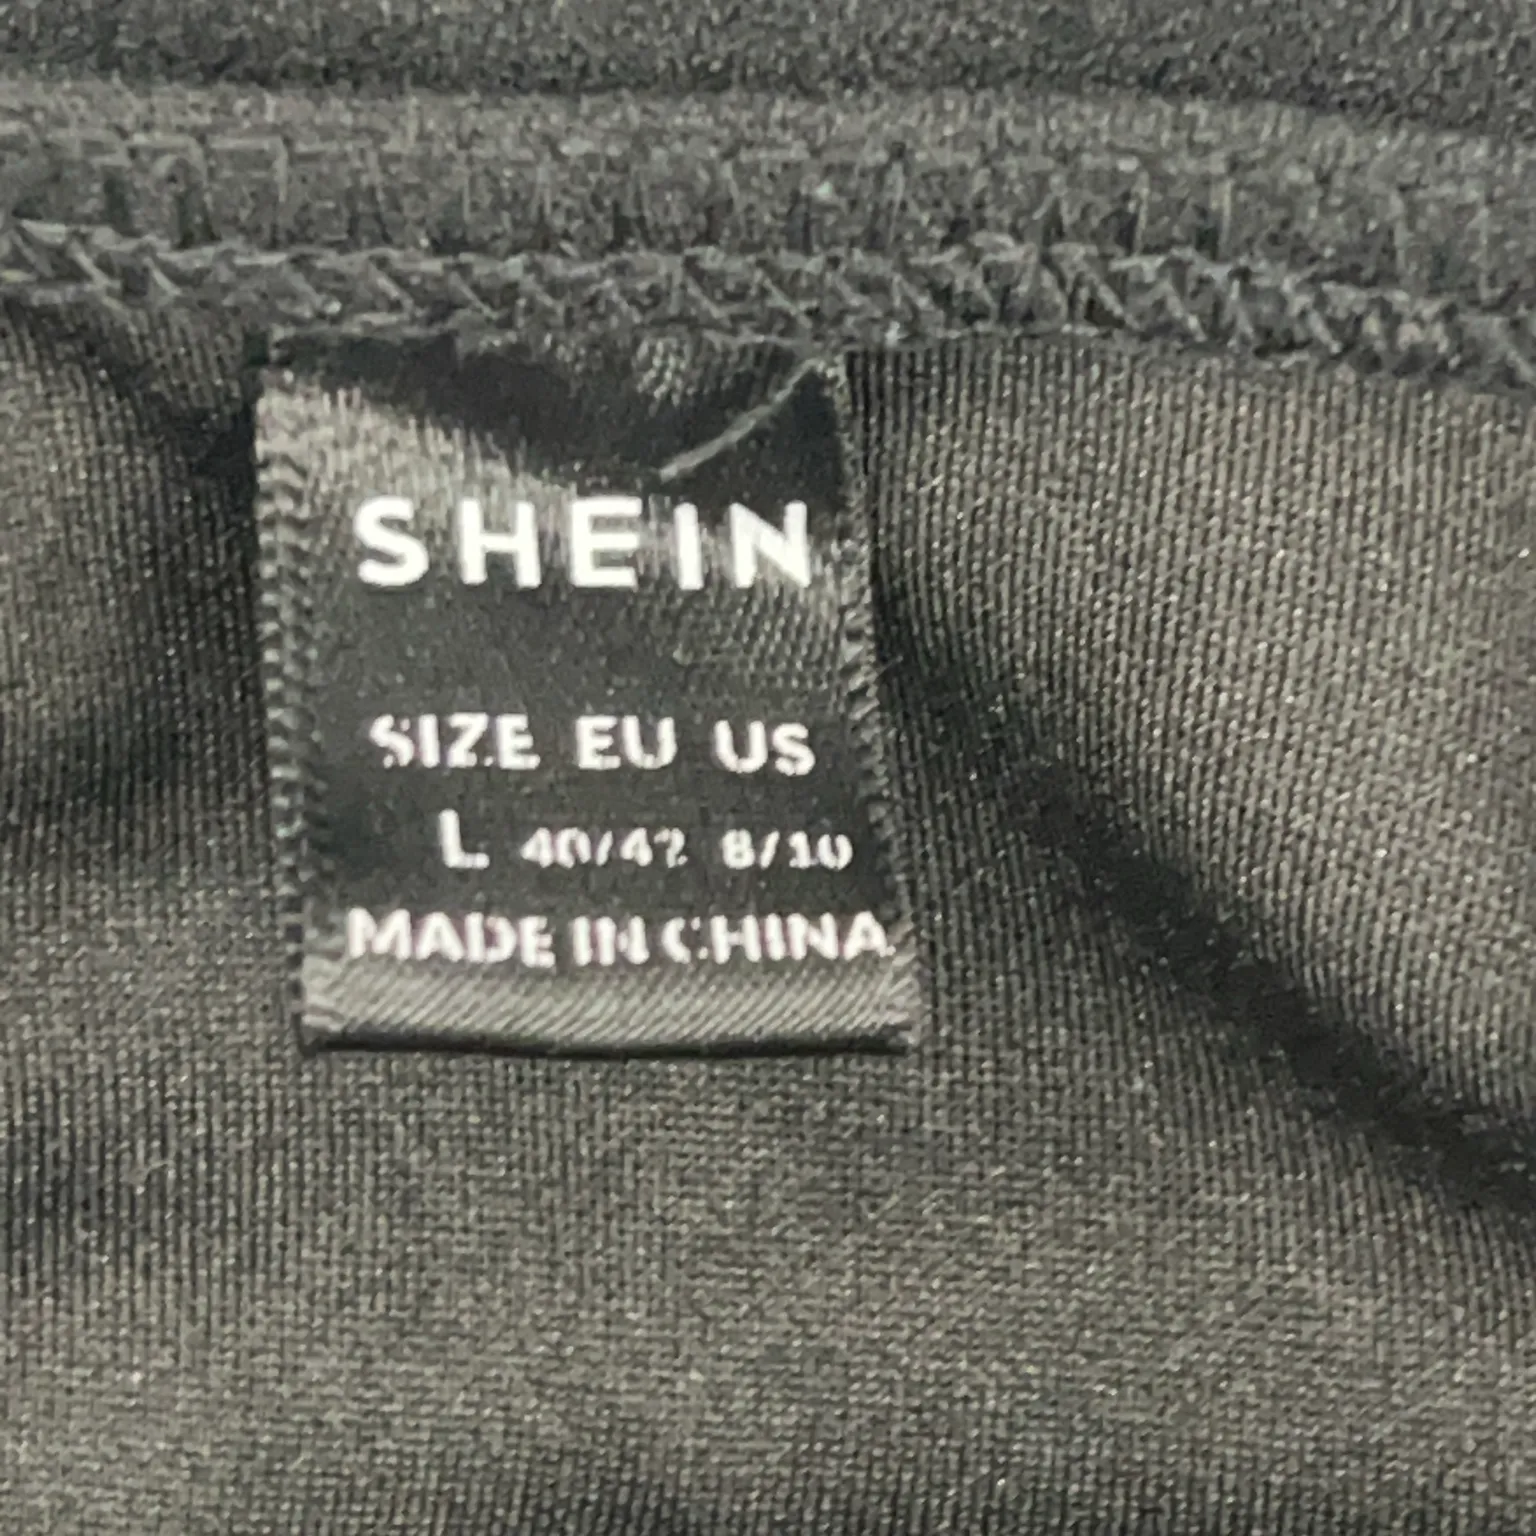 SHEIN
SIZE EU US
L 40/42 8/10
MADE IN CHINA